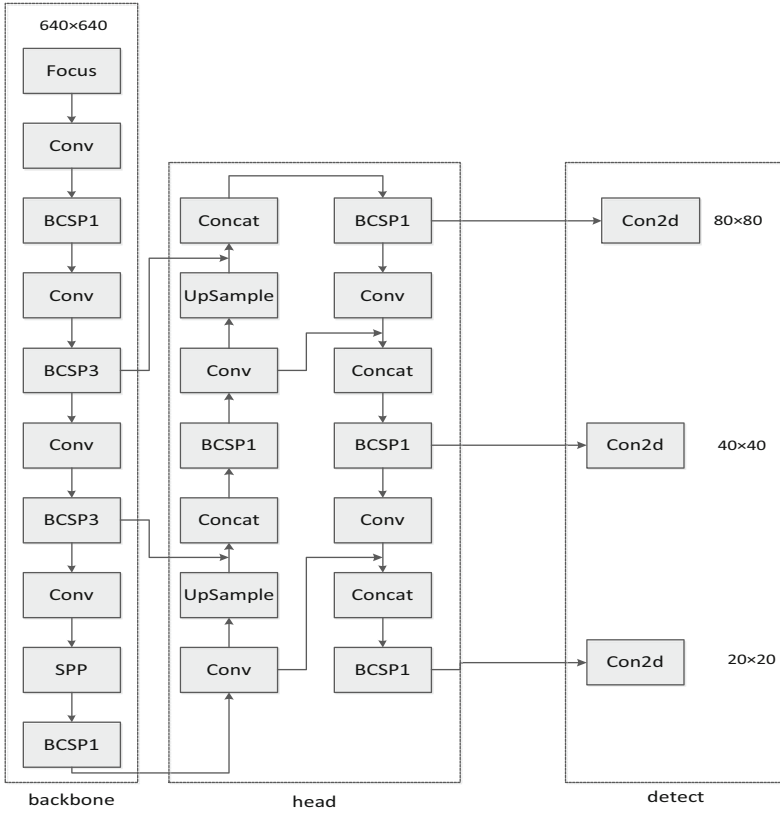 640×640
Focus
Conv
BCSP1
Conv
BCSP3
Conv
BCSP3
Conv
SPP
BCSP1
backbone
Concat
UpSample
Conv
BCSP1
Concat
UpSample
Conv
BCSP1
Conv
Concat
BCSP1
Conv
Concat
BCSP1
head
Con2d
80×80
Con2d
40×40
Con2d
20×20
detect